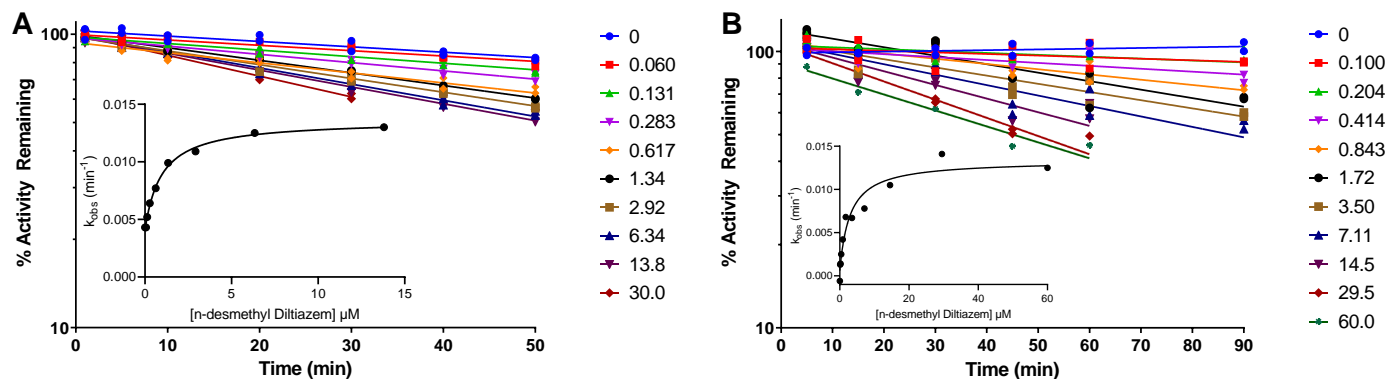 A
% Activity Remaining
100
10
0 10 20 30 40 50
Time (min)
kobs (min-1)
0.015
0.010
0.005
0.000
0 5 10 15
[n-desmethyl Diltiazem] µM
0
0.060
0.131
0.283
0.617
1.34
2.92
6.34
13.8
30.0
B
% Activity Remaining
100
10
0 10 20 30 40 50 60 70 80 90
Time (min)
kobs (min-1)
0.015
0.010
0.005
0.000
0 20 40 60
[n-desmethyl Diltiazem] µM
0
0.100
0.204
0.414
0.843
1.72
3.50
7.11
14.5
29.5
60.0